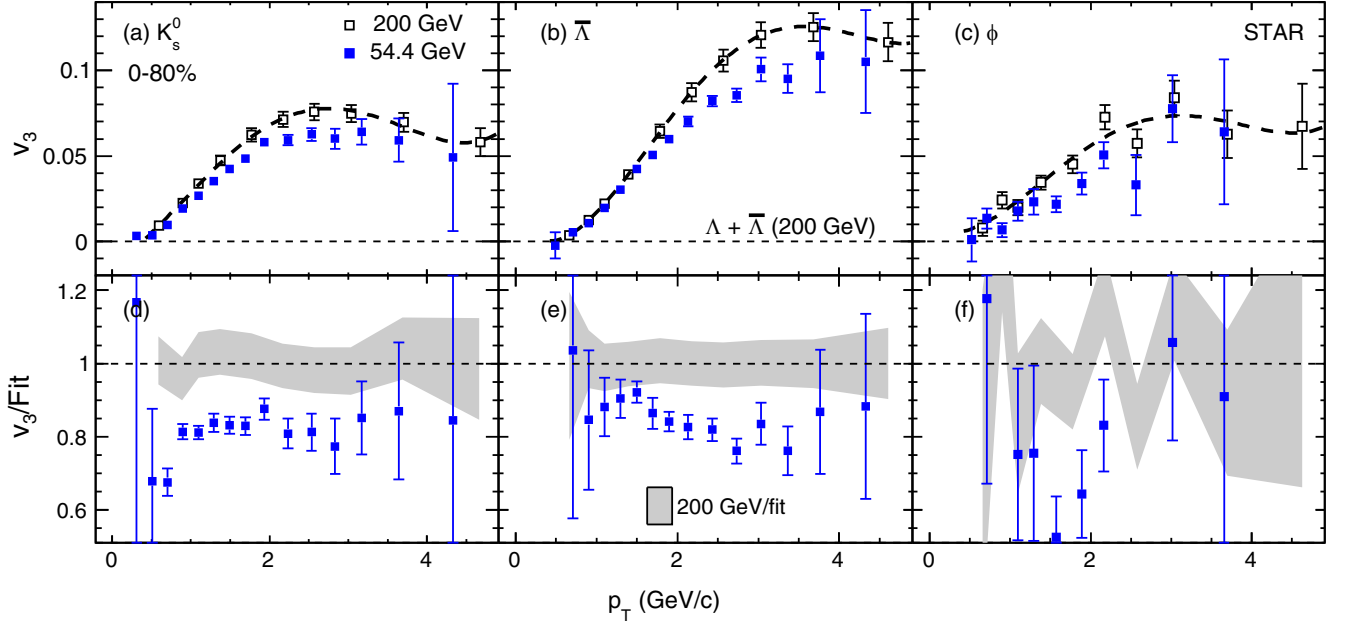 (a) K⁰ₛ
200 GeV
54.4 GeV
0-80%
(b) Λ̅
Λ + Λ̅ (200 GeV)
(c) ϕ
STAR
v₃
0.1
0.05
0
(d)
(e)
(f)
200 GeV/fit
v₃/Fit
1.2
1
0.8
0.6
0 2 4 0 2 4 0 2 4
p_T (GeV/c)